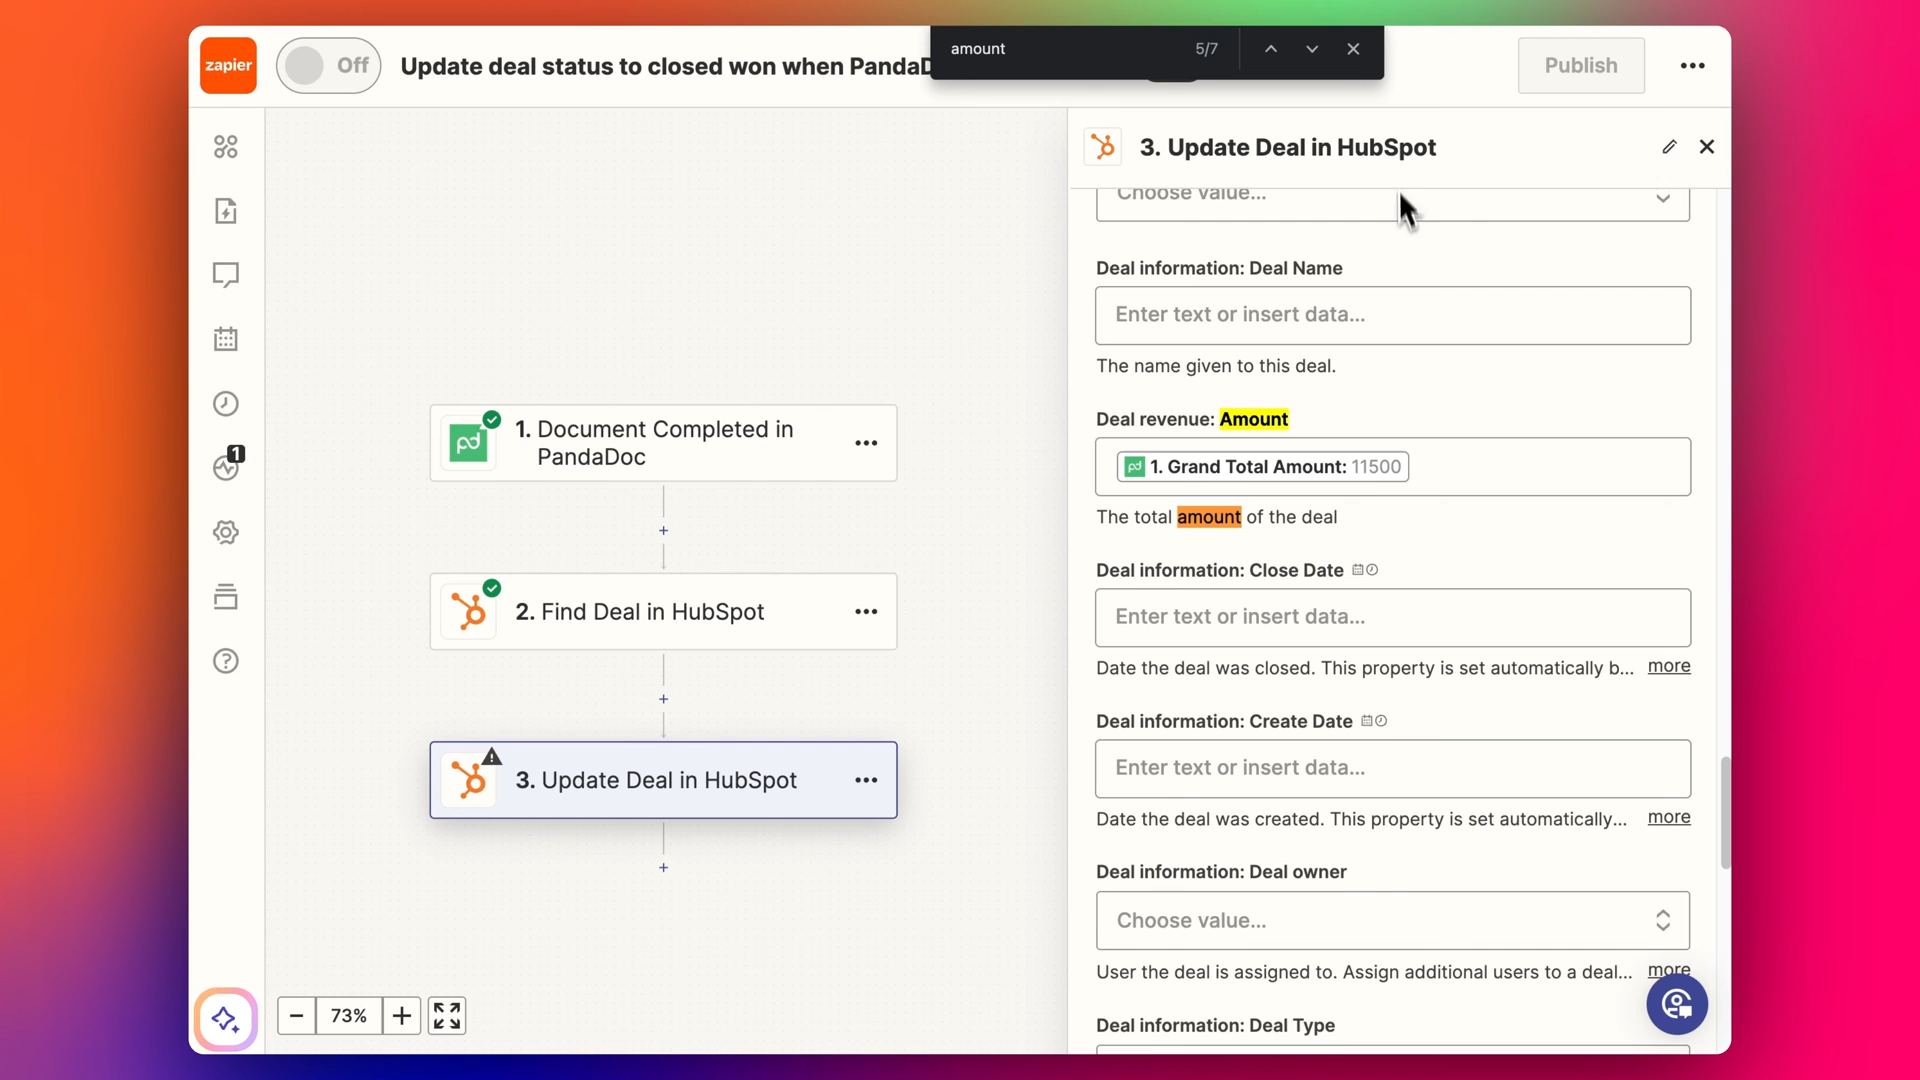 amount
5/7
zapier
Off
Update deal status to closed won when PandaD
Publish
3. Update Deal in HubSpot
Choose value...
Deal information: Deal Name
Enter text or insert data...
The name given to this deal.
Deal revenue: Amount
pd 1. Grand Total Amount: 11500
The total amount of the deal
Deal information: Close Date
Enter text or insert data...
Date the deal was closed. This property is set automatically b... more
Deal information: Create Date
Enter text or insert data...
Date the deal was created. This property is set automatically... more
Deal information: Deal owner
Choose value...
User the deal is assigned to. Assign additional users to a deal... more
Deal information: Deal Type
1
pd
1. Document Completed in
PandaDoc
2. Find Deal in HubSpot
3. Update Deal in HubSpot
73%